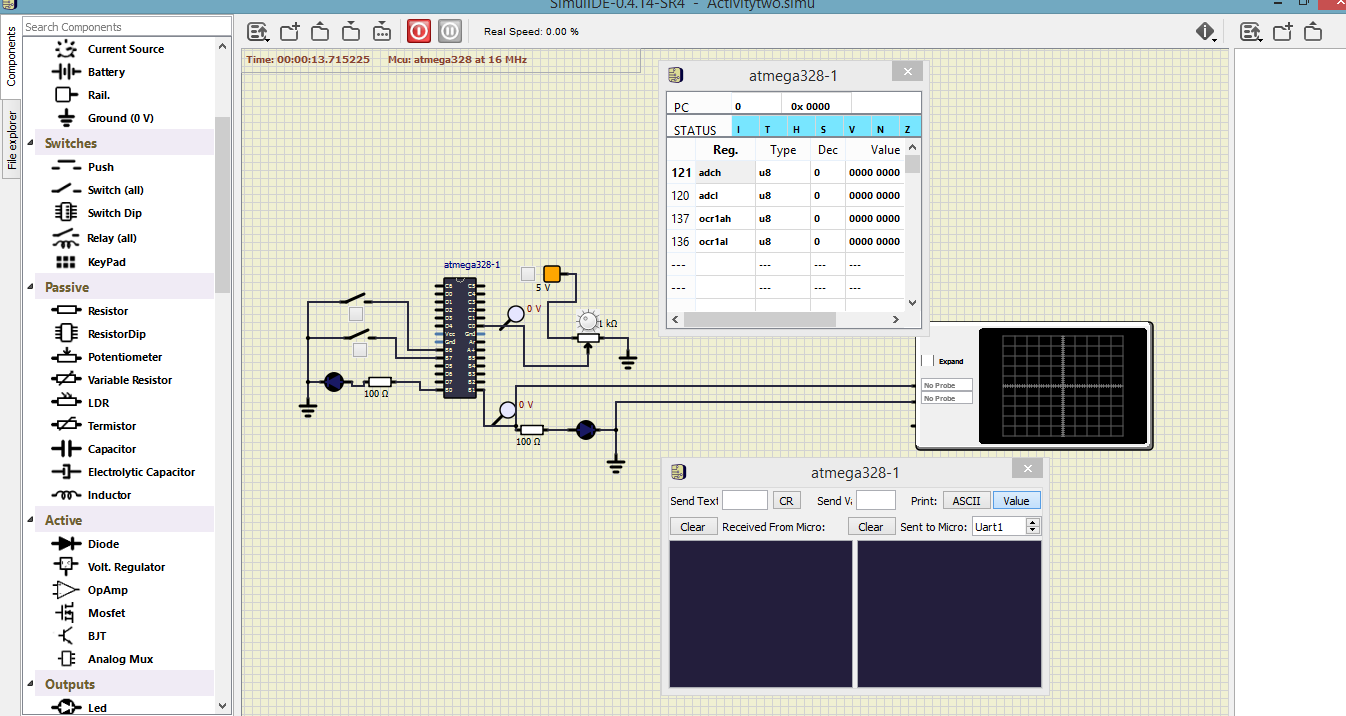 SimulIDE-0.4.14-SR4 - Activitytwo.simu
Components
File explorer
Search Components
Current Source
Battery
Rail.
Ground (0 V)
Switches
Push
Switch (all)
Switch Dip
Relay (all)
KeyPad
Passive
Resistor
ResistorDip
Potentiometer
Variable Resistor
LDR
Termistor
Capacitor
Electrolytic Capacitor
Inductor
Active
Diode
Volt. Regulator
OpAmp
Mosfet
BJT
Analog Mux
Outputs
Led
Real Speed: 0.00 %
Time: 00:00:13.715225 Mcu: atmega328 at 16 MHz
atmega328-1
PC 0 0x 0000
STATUS I T H S V N Z
Reg. Type Dec Value
121 adch u8 0 0000 0000
120 adcl u8 0 0000 0000
137 ocr1ah u8 0 0000 0000
136 ocr1al u8 0 0000 0000
--- --- ---
--- --- ---
atmega328-1
5 V
0 V
1 kΩ
100 Ω
0 V
100 Ω
Expand
No Probe
No Probe
atmega328-1
Send Text CR Send Print: ASCII Value
Clear Received From Micro: Clear Sent to Micro: Uart1